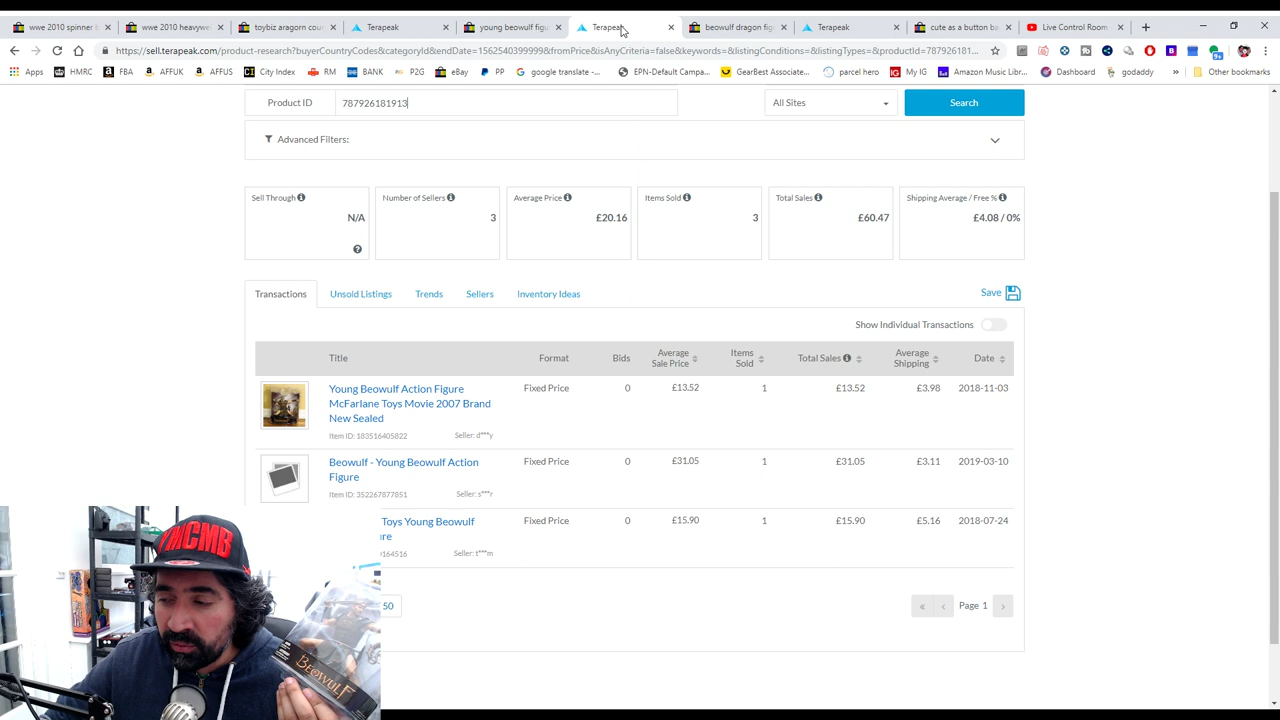 wwe 2010 spinner
wwe 2010 heavywe
toybiz aragorn cou
Terapeak
young beowulf figu
Terapeak
beowulf dragon fig
Terapeak
cute as a button ba
Live Control Room
https://sell.terapeak.com/product-research?buyerCountryCodes&categoryId&endDate=1562540399999&fromPrice&isAnyCriteria=false&keywords=&listingConditions=&listingTypes=&productId=787926181...
Apps
HMRC
FBA
AFFUK
AFFUS
City Index
RM
BANK
P2G
eBay
PP
google translate -...
EPN-Default Campa...
GearBest Associate...
parcel hero
My IG
Amazon Music Libr...
Dashboard
godaddy
»
Other bookmarks
Product ID
787926181913
All Sites
Search
Advanced Filters:
Sell Through
N/A
Number of Sellers
3
Average Price
£20.16
Items Sold
3
Total Sales
£60.47
Shipping Average / Free %
£4.08 / 0%
Transactions
Unsold Listings
Trends
Sellers
Inventory Ideas
Save
Show Individual Transactions
Title
Format
Bids
Average
Sale Price
Items
Sold
Total Sales
Average
Shipping
Date
Young Beowulf Action Figure
McFarlane Toys Movie 2007 Brand
New Sealed
Item ID: 183516405822
Seller: d***y
Fixed Price
0
£13.52
1
£13.52
£3.98
2018-11-03
Beowulf - Young Beowulf Action
Figure
Item ID: 352267877851
Seller: s***r
Fixed Price
0
£31.05
1
£31.05
£3.11
2019-03-10
Toys Young Beowulf
Seller: t***m
Fixed Price
0
£15.90
1
£15.90
£5.16
2018-07-24
50
« ‹ Page 1 ›
YMCMB
BEOWULF